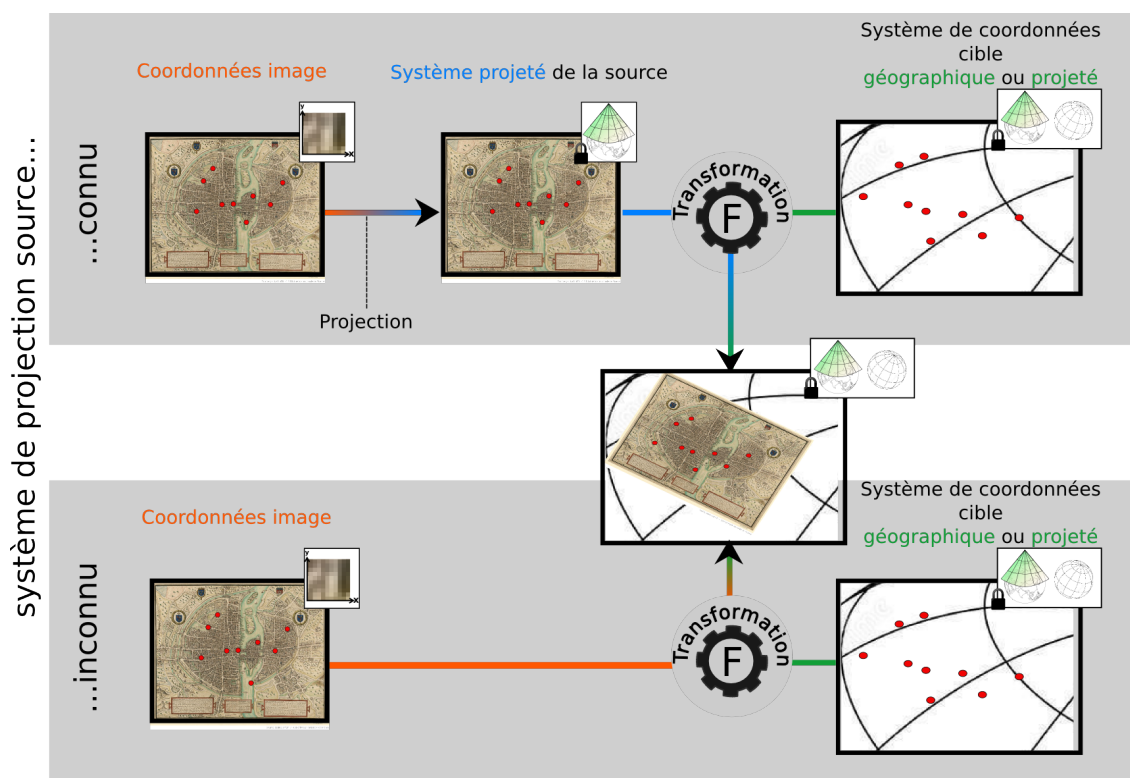 système de projection source...
...connu
Coordonnées image
Système projeté de la source
Système de coordonnées
cible
géographique ou projeté
Y
X
Transformation
F
Projection
...inconnu
Coordonnées image
Système de coordonnées
cible
géographique ou projeté
Y
X
Transformation
F